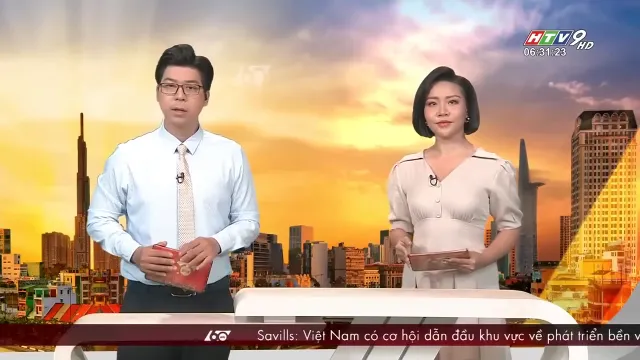 HTV9 HD
06:31:23
60
Savills: Việt Nam có cơ hội dẫn đầu khu vực về phát triển bền v